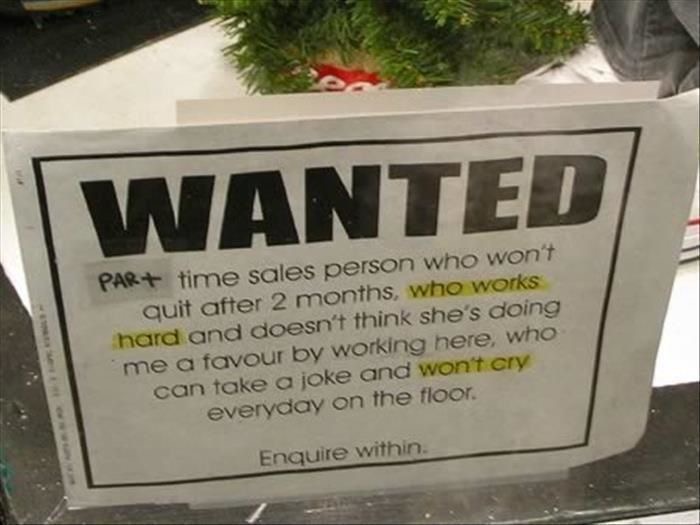 WANTED
PARt time sales person who won't
quit after 2 months, who works
hard and doesn't think she's doing
me a favour by working here, who
can take a joke and won't cry
everyday on the floor.
Enquire within.